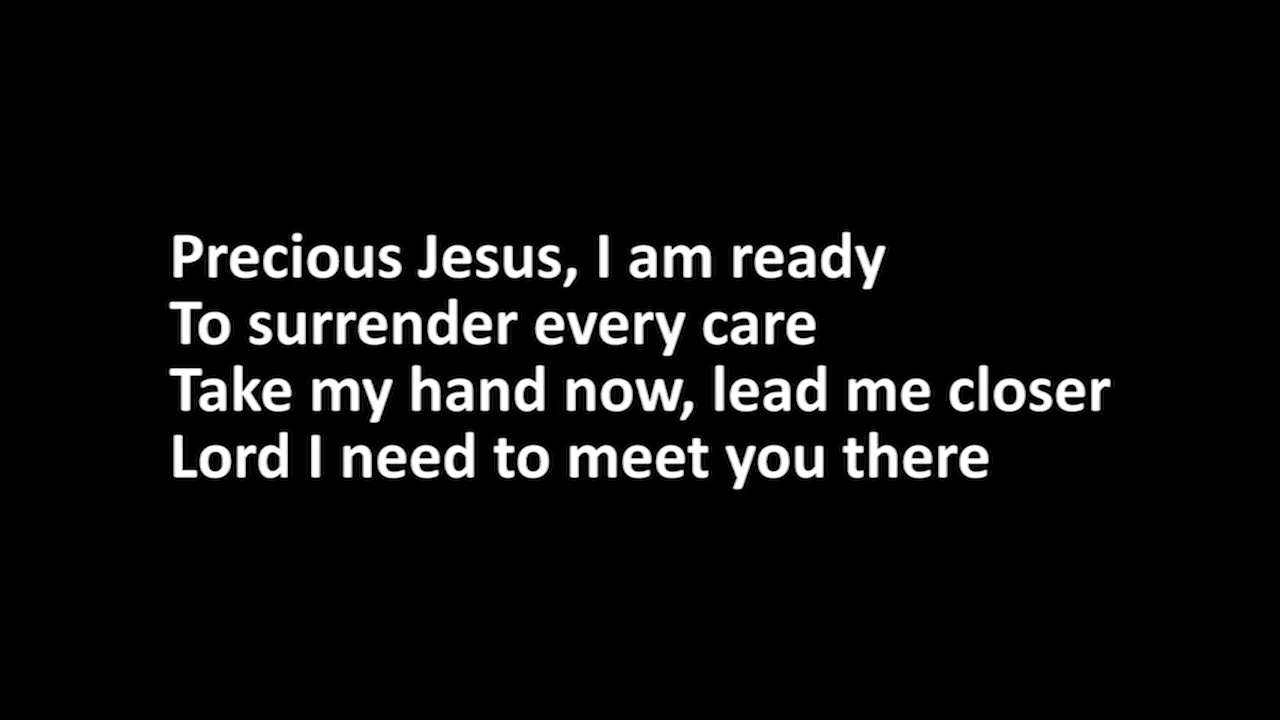 Precious Jesus, I am ready
To surrender every care
Take my hand now, lead me closer
Lord I need to meet you there